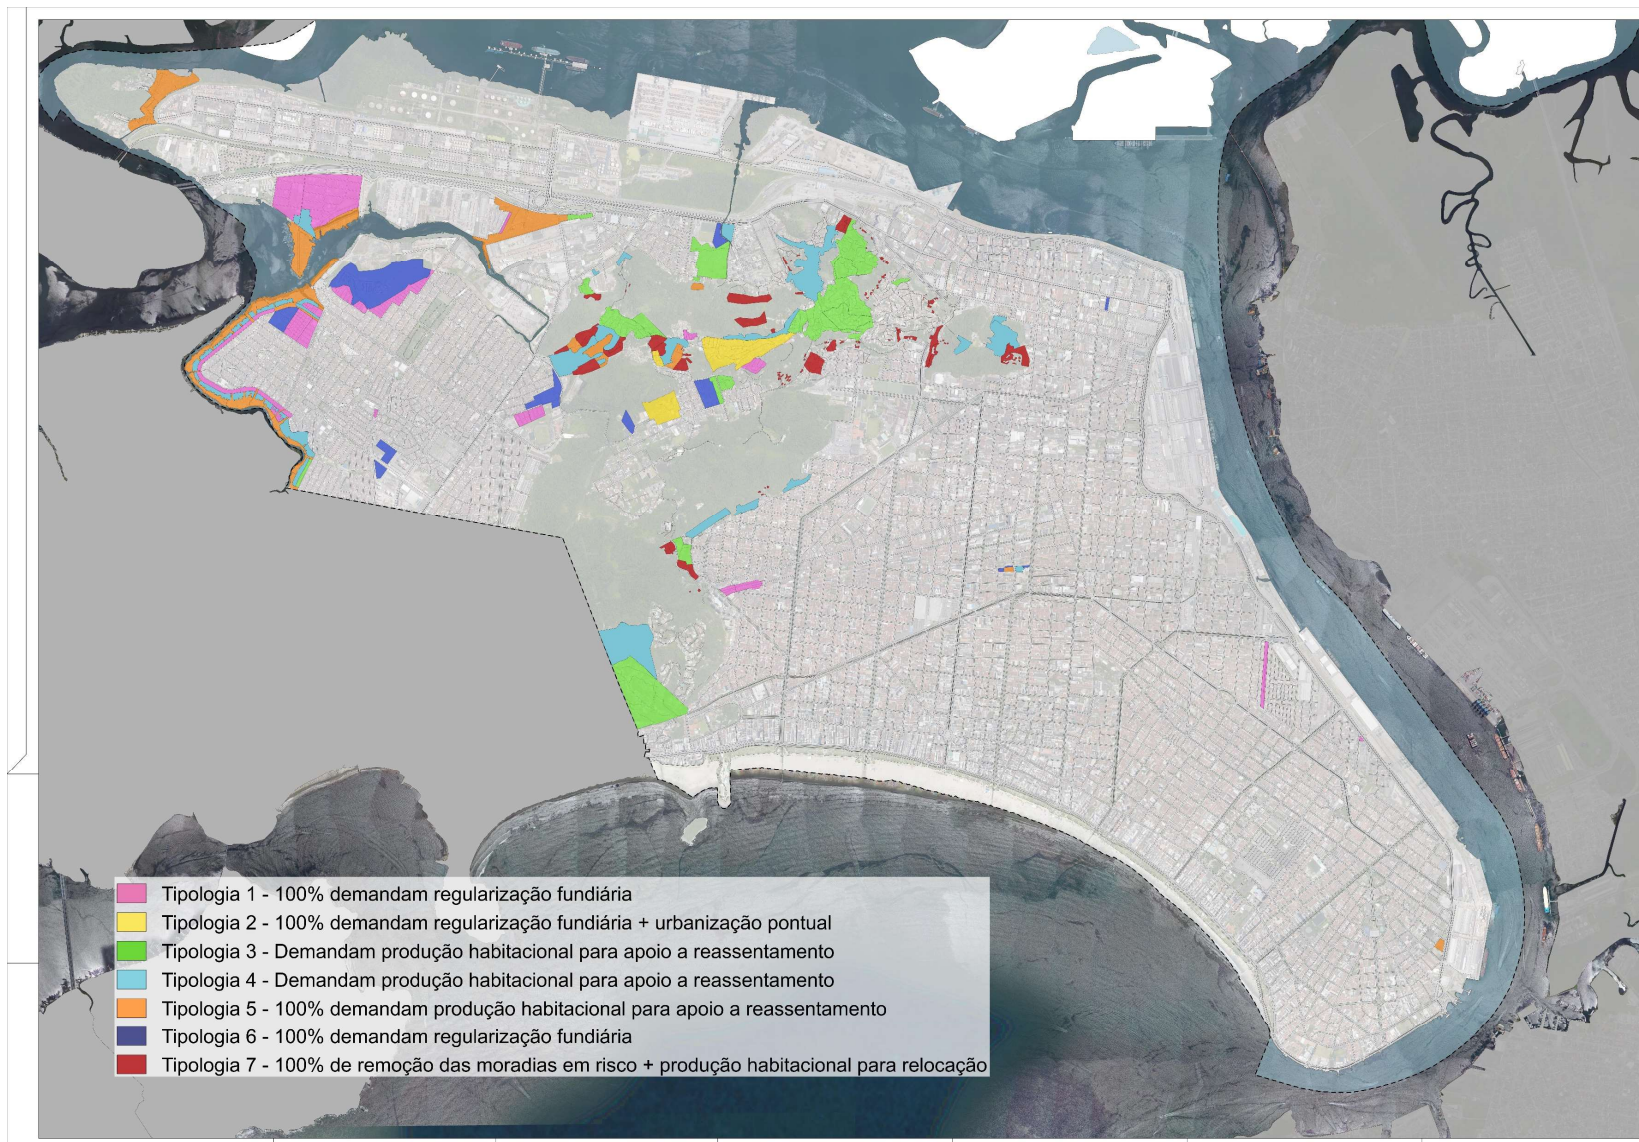 Tipologia 1 - 100% demandam regularização fundiária
Tipologia 2 - 100% demandam regularização fundiária + urbanização pontual
Tipologia 3 - Demandam produção habitacional para apoio a reassentamento
Tipologia 4 - Demandam produção habitacional para apoio a reassentamento
Tipologia 5 - 100% demandam produção habitacional para apoio a reassentamento
Tipologia 6 - 100% demandam regularização fundiária
Tipologia 7 - 100% de remoção das moradias em risco + produção habitacional para relocação